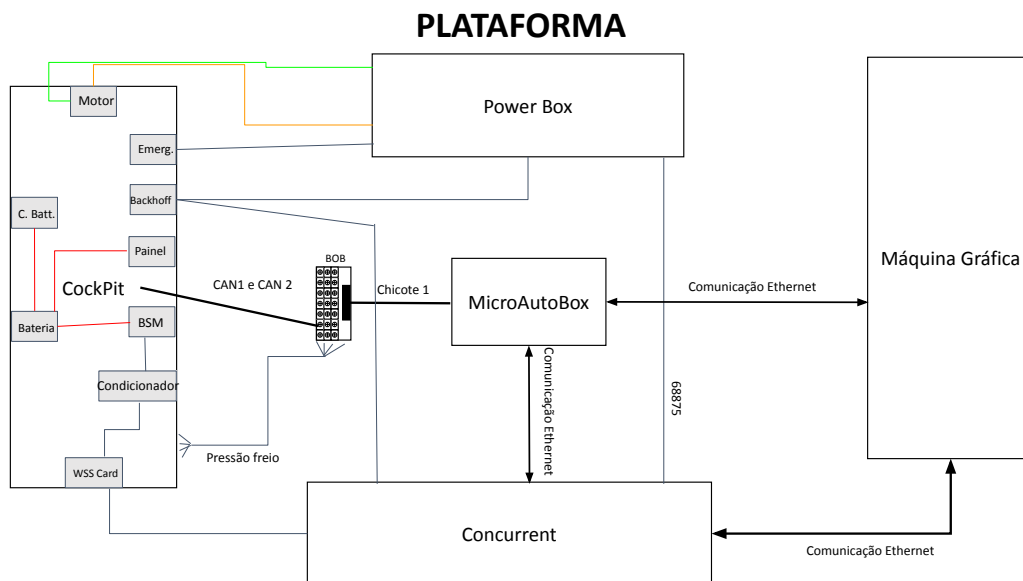 PLATAFORMA
Motor
Power Box
Emerg.
Backhoff
C. Batt.
Painel
BOB
CockPit
CAN1 e CAN 2
Chicote 1
MicroAutoBox
Comunicação Ethernet
Máquina Gráfica
Bateria
BSM
Condicionador
Comunicação Ethernet
68875
Pressão freio
WSS Card
Concurrent
Comunicação Ethernet